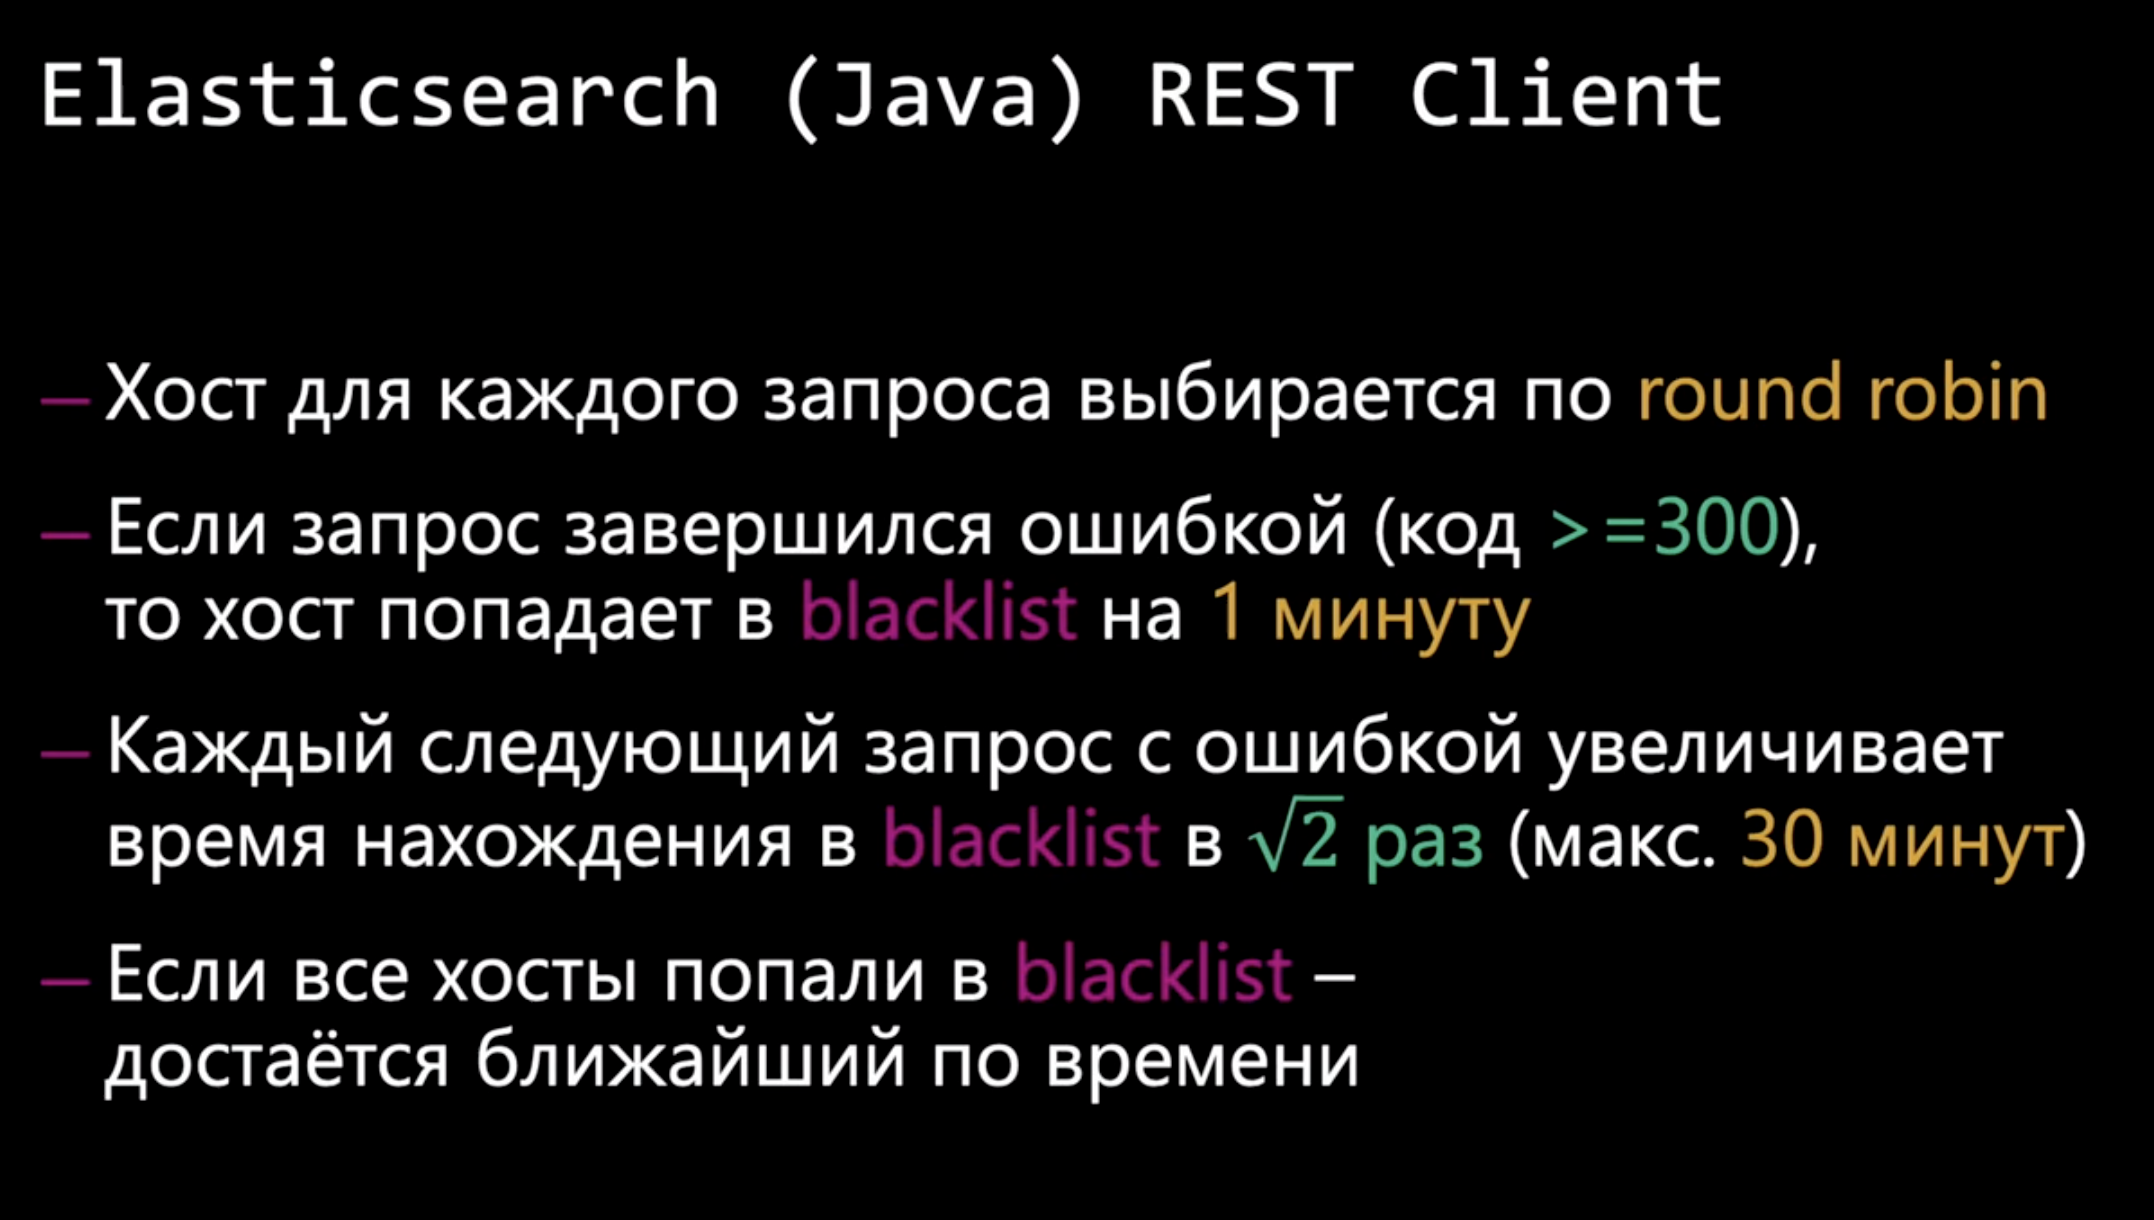 Elasticsearch (Java) REST Client
— Хост для каждого запроса выбирается по round robin
— Если запрос завершился ошибкой (код >=300),
то хост попадает в blacklist на 1 минуту
— Каждый следующий запрос с ошибкой увеличивает
время нахождения в blacklist в √2 раз (макс. 30 минут)
— Если все хосты попали в blacklist –
достаётся ближайший по времени